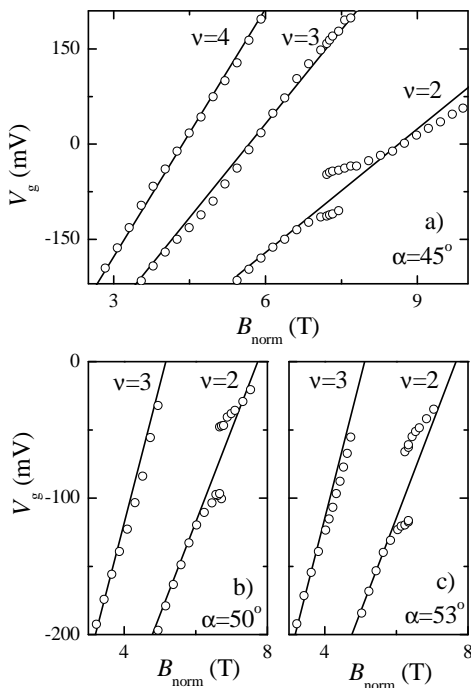 150
0
-150
V_g (mV)
ν=4
ν=3
ν=2
a)
α=45°
3
6
9
B_norm (T)
0
-100
-200
V_g (mV)
ν=3
ν=2
b)
α=50°
4
8
B_norm (T)
ν=3
ν=2
c)
α=53°
4
8
B_norm (T)